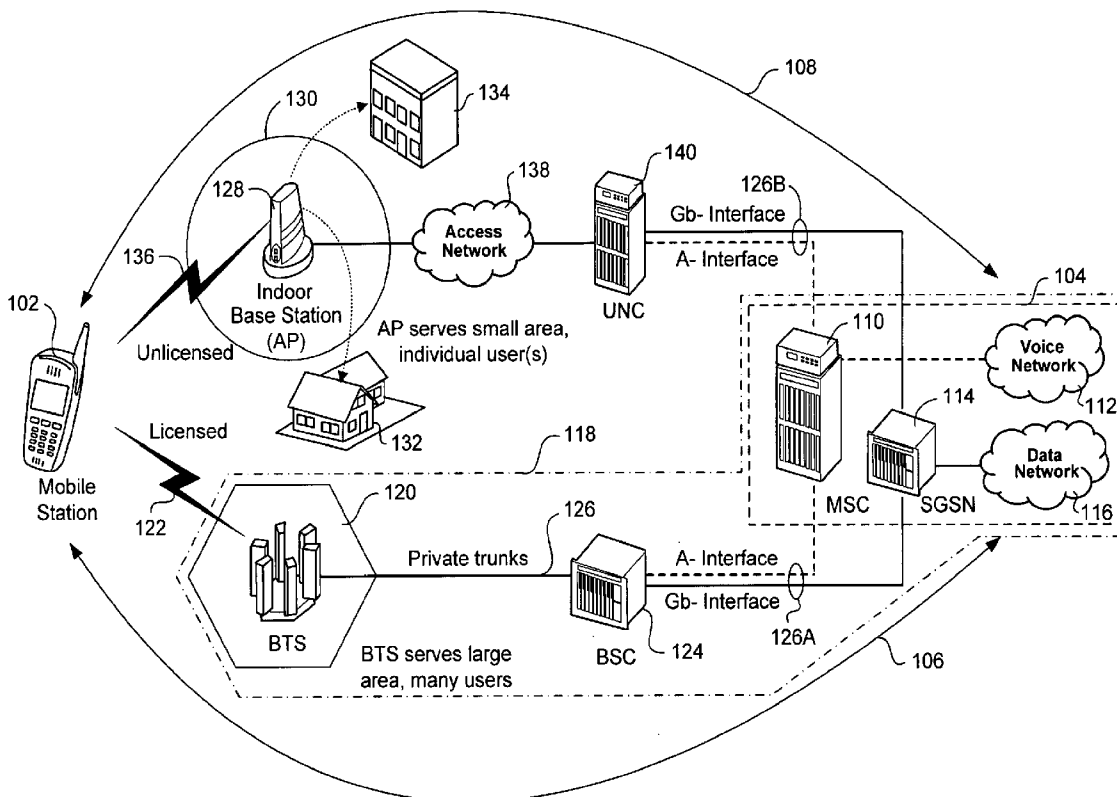 108
134
130
140
138
126B
128
Gb- Interface
Access
Network
A- Interface
136
104
102
Indoor
Base Station
(AP)
UNC
110
AP serves small area,
individual user(s)
Voice
Network
Unlicensed
114
112
Licensed
132
118
Data
Network
Mobile
Station
122
120
MSC
SGSN
116
126
Private trunks
A- Interface
Gb- Interface
BTS
BSC
124
126A
BTS serves large
area, many users
106